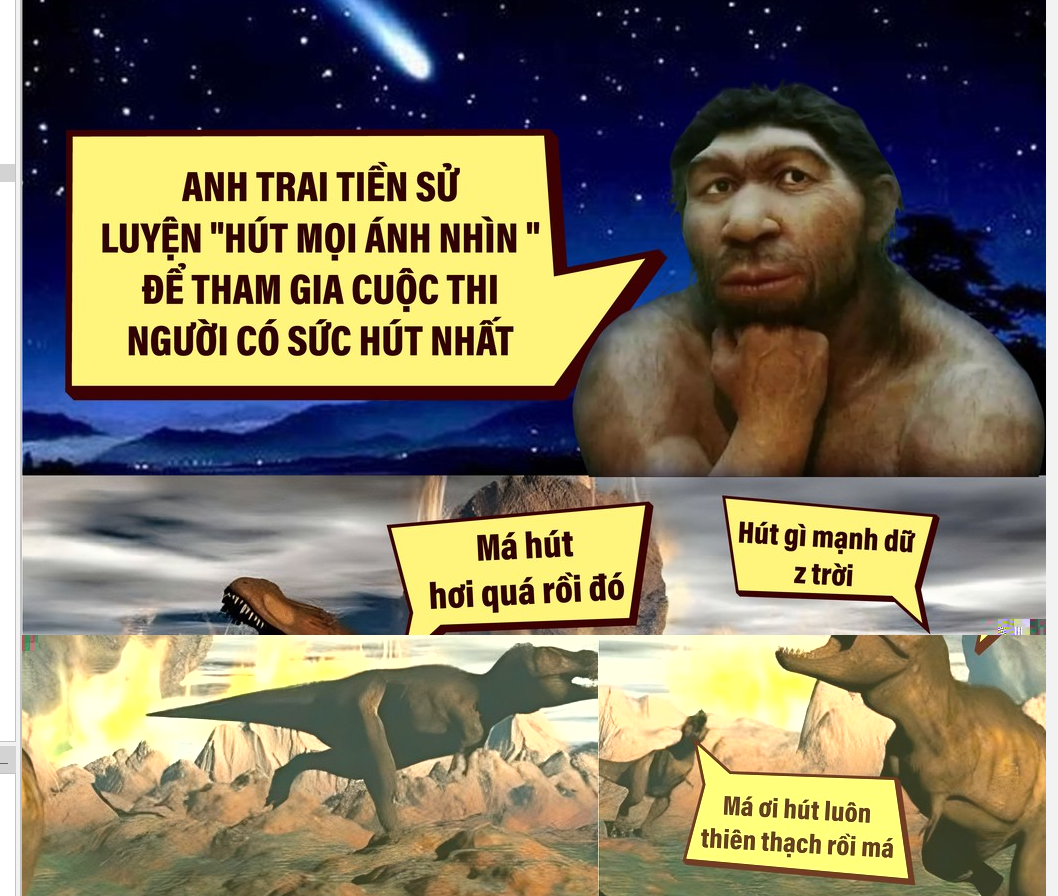 ANH TRAI TIỀN SỬ
LUYỆN "HÚT MỌI ÁNH NHÌN "
ĐỂ THAM GIA CUỘC THI
NGƯỜI CÓ SỨC HÚT NHẤT
Má hút
hơi quá rồi đó
Hút gì mạnh dữ
z trời
Má ơi hút luôn
thiên thạch rồi má